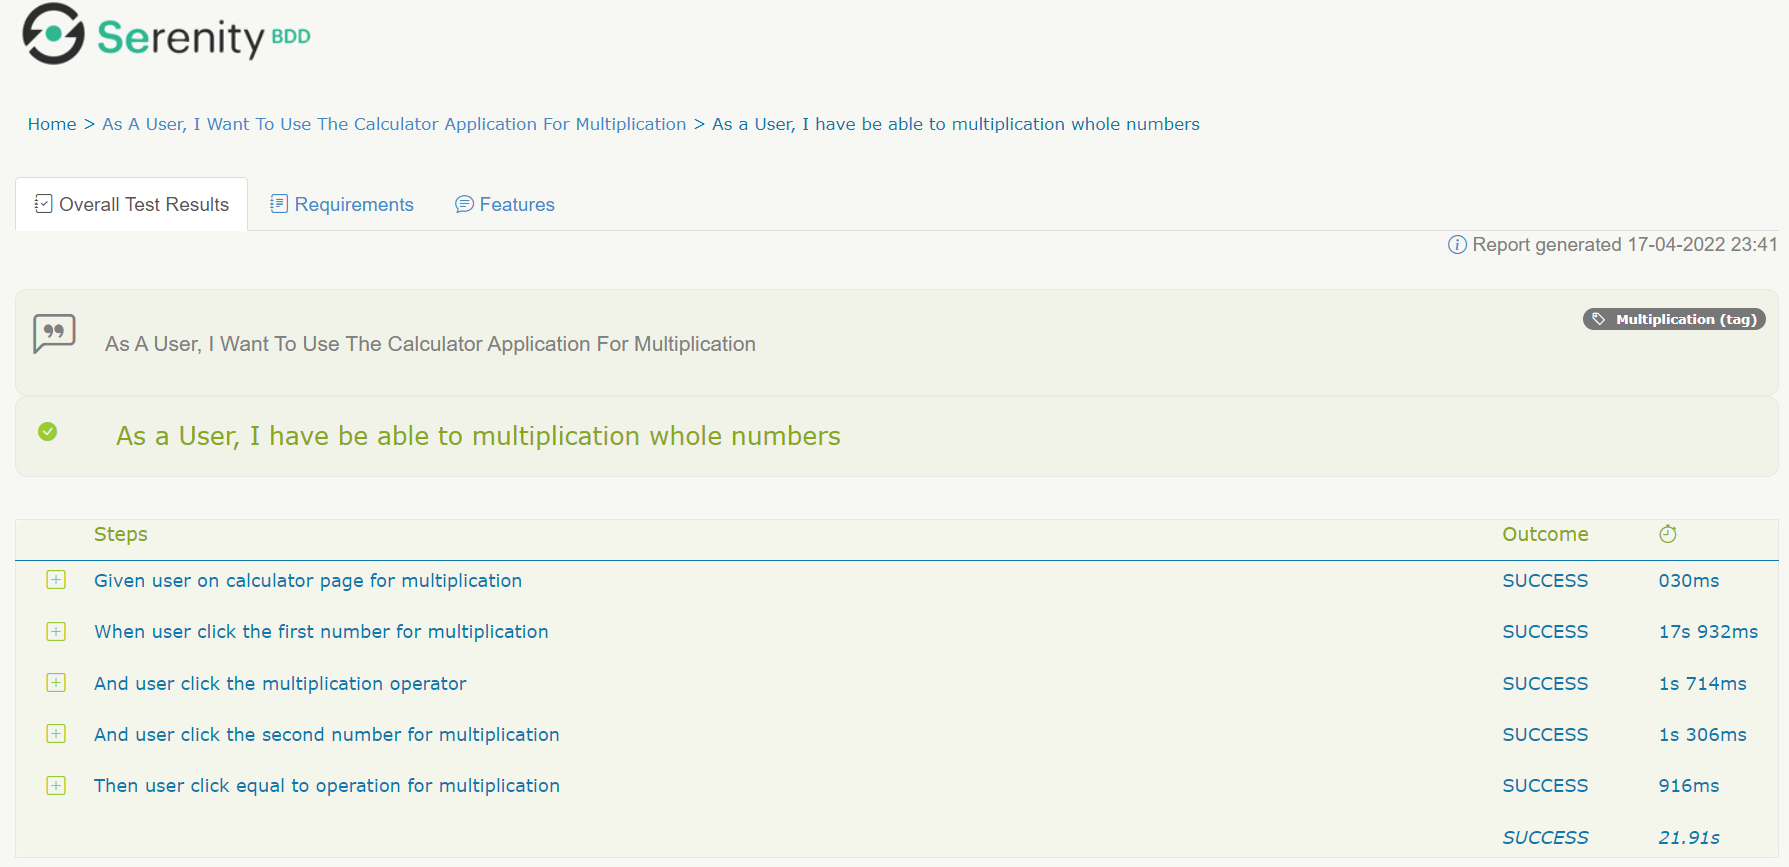 Serenity BDD
Home > As A User, I Want To Use The Calculator Application For Multiplication > As a User, I have be able to multiplication whole numbers
Overall Test Results Requirements Features
Report generated 17-04-2022 23:41
Multiplication (tag)
As A User, I Want To Use The Calculator Application For Multiplication
As a User, I have be able to multiplication whole numbers
Steps Outcome
Given user on calculator page for multiplication SUCCESS 030ms
When user click the first number for multiplication SUCCESS 17s 932ms
And user click the multiplication operator SUCCESS 1s 714ms
And user click the second number for multiplication SUCCESS 1s 306ms
Then user click equal to operation for multiplication SUCCESS 916ms
SUCCESS 21.91s